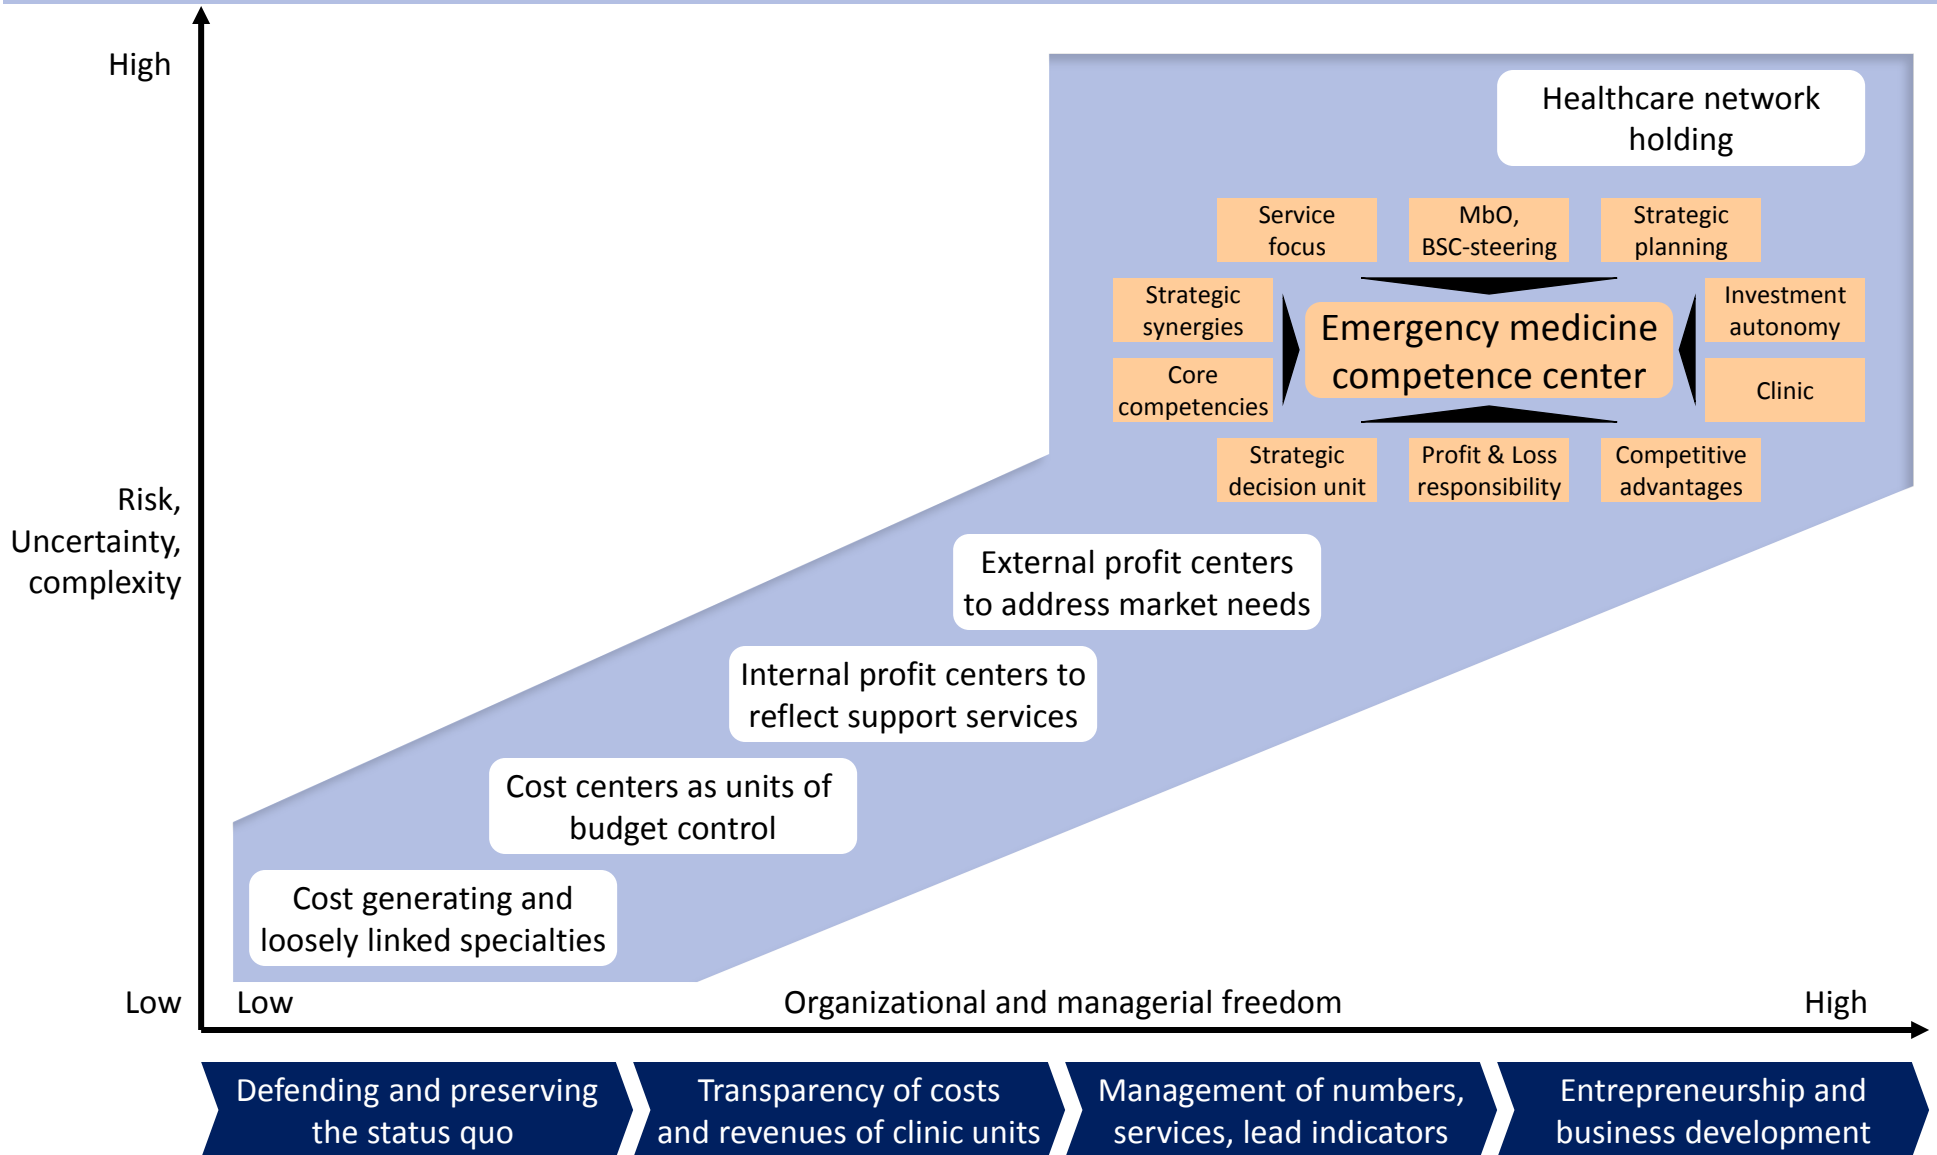 High
Healthcare network
holding
Service
focus
MbO,
BSC-steering
Strategic
planning
Strategic
synergies
Investment
autonomy
Emergency medicine
competence center
Core
competencies
Clinic
Strategic
decision unit
Profit & Loss
responsibility
Competitive
advantages
Risk,
Uncertainty,
complexity
External profit centers
to address market needs
Internal profit centers to
reflect support services
Cost centers as units of
budget control
Cost generating and
loosely linked specialties
Low
Low
Organizational and managerial freedom
High
Defending and preserving
the status quo
Transparency of costs
and revenues of clinic units
Management of numbers,
services, lead indicators
Entrepreneurship and
business development